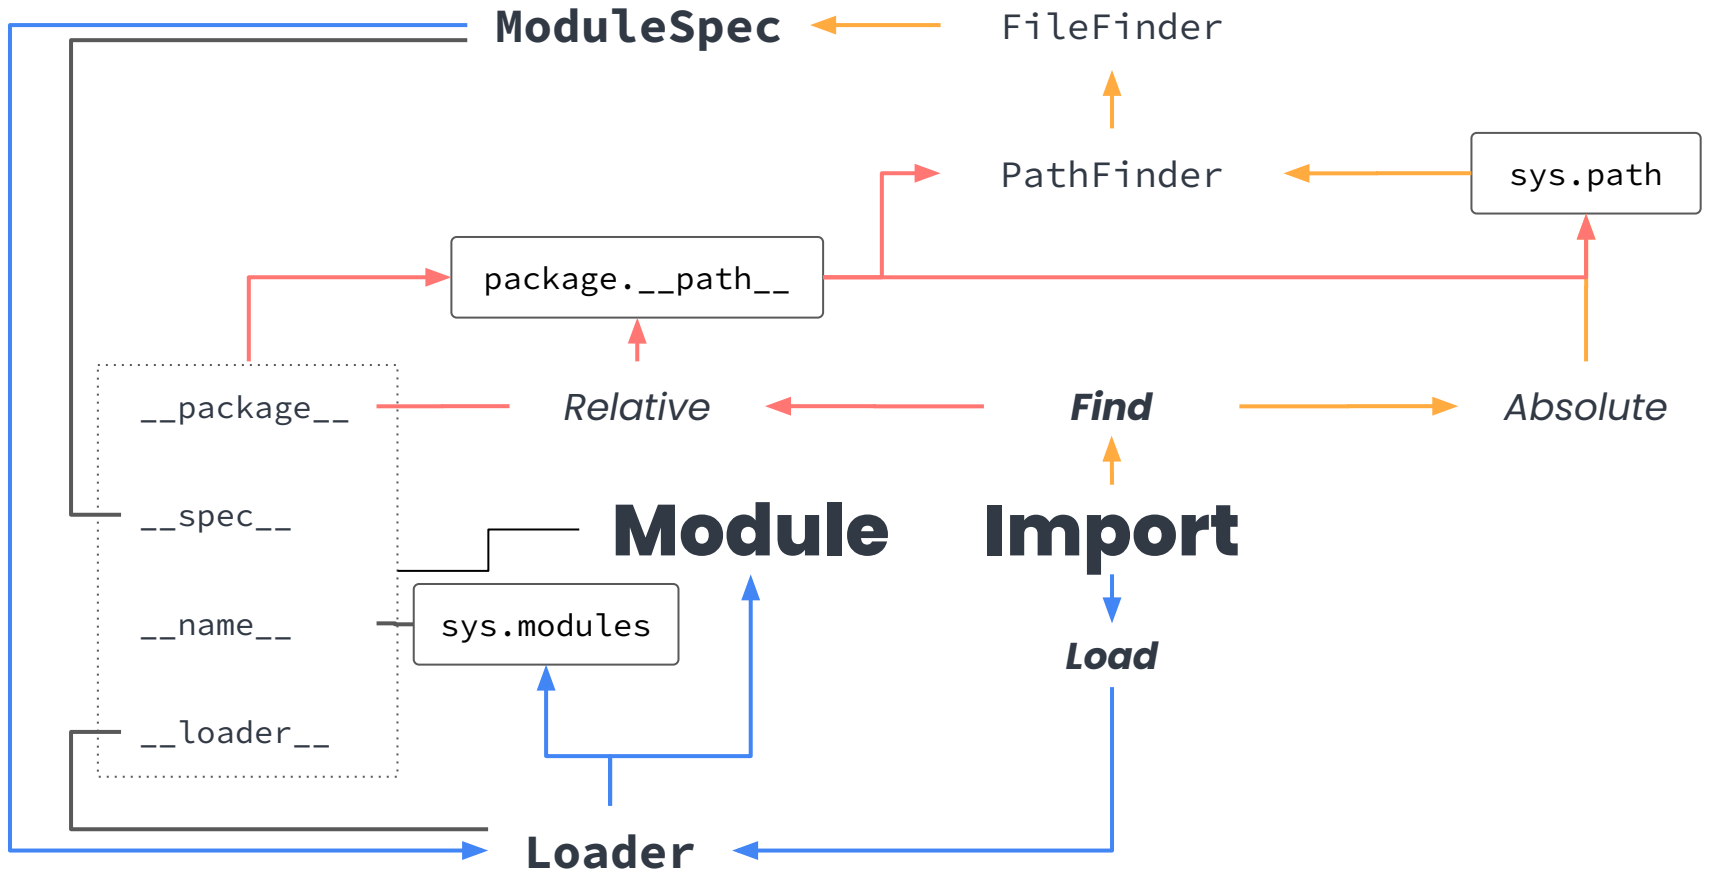 ModuleSpec
FileFinder
PathFinder
sys.path
package.__path__
__package__
Relative
Find
Absolute
__spec__
Module
Import
__name__
sys.modules
Load
__loader__
Loader